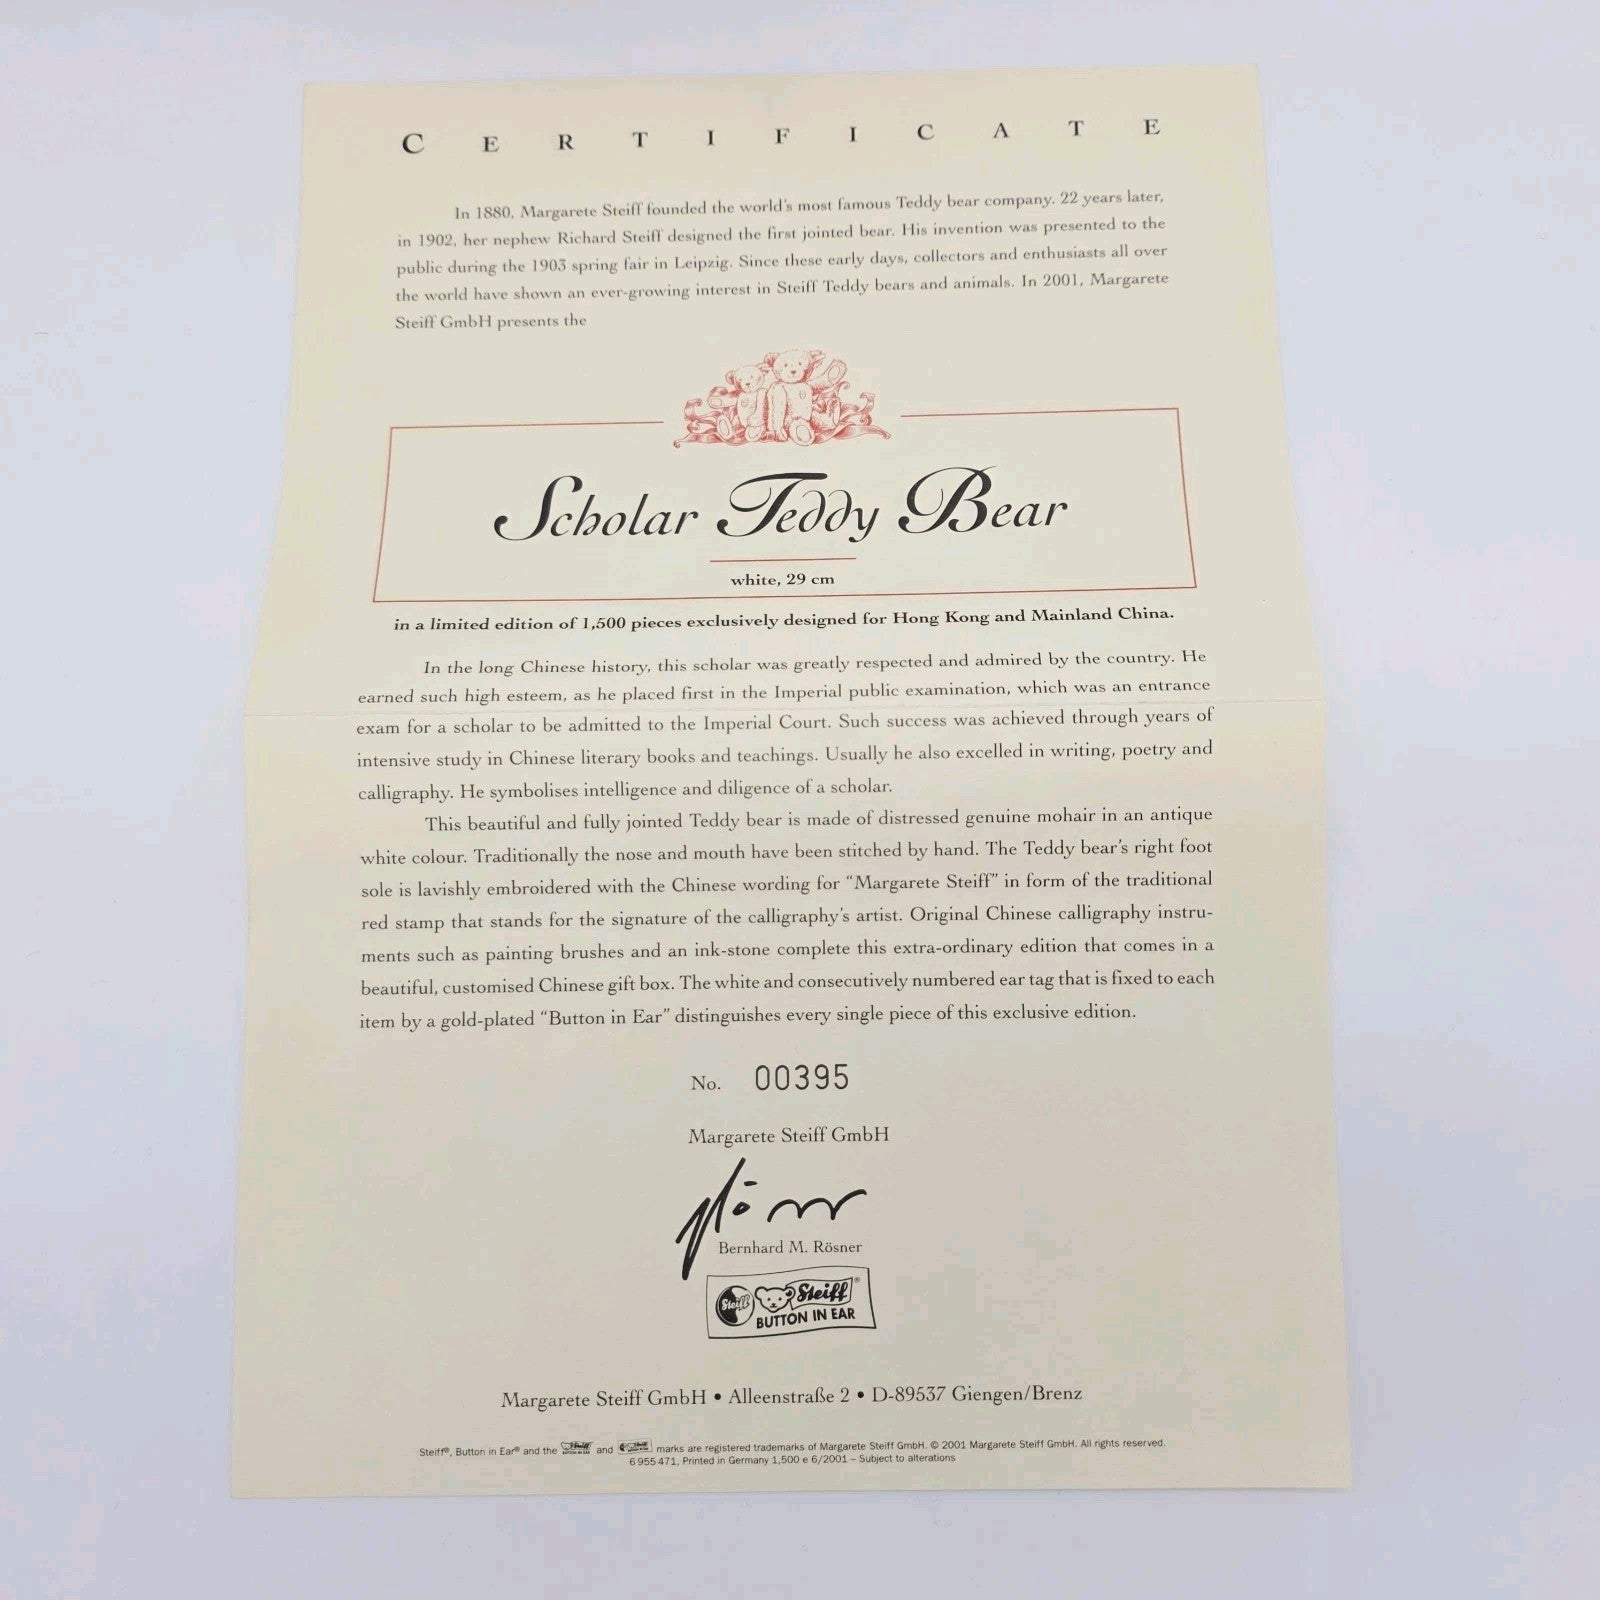 CERTIFICATE
In 1880, Margarete Steiff founded the world's most famous Teddy bear company. 22 years later,
in 1902, her nephew Richard Steiff designed the first jointed bear. His invention was presented to the
public during the 1903 spring fair in Leipzig. Since these early days, collectors and enthusiasts all over
the world have shown an ever-growing interest in Steiff Teddy bears and animals. In 2001, Margarete
Steiff GmbH presents the
Scholar Teddy Bear
white, 29 cm
in a limited edition of 1,500 pieces exclusively designed for Hong Kong and Mainland China.
In the long Chinese history, this scholar was greatly respected and admired by the country. He
earned such high esteem, as he placed first in the Imperial public examination, which was an entrance
exam for a scholar to be admitted to the Imperial Court. Such success was achieved through years of
intensive study in Chinese literary books and teachings. Usually he also excelled in writing, poetry and
calligraphy. He symbolises intelligence and diligence of a scholar.
This beautiful and fully jointed Teddy bear is made of distressed genuine mohair in an antique
white colour. Traditionally the nose and mouth have been stitched by hand. The Teddy bear's right foot
sole is lavishly embroidered with the Chinese wording for "Margarete Steiff" in form of the traditional
red stamp that stands for the signature of the calligraphy's artist. Original Chinese calligraphy instru-
ments such as painting brushes and an ink-stone complete this extra-ordinary edition that comes in a
beautiful, customised Chinese gift box. The white and consecutively numbered ear tag that is fixed to each
item by a gold-plated "Button in Ear" distinguishes every single piece of this exclusive edition.
No. 00395
Margarete Steiff GmbH
Bernhard M. Rösner
Steiff Steiff®
BUTTON IN EAR
Margarete Steiff GmbH • Alleenstraße 2 • D-89537 Giengen/Brenz
Steiff®, Button in Ear® and the and marks are registered trademarks of Margarete Steiff GmbH. © 2001 Margarete Steiff GmbH. All rights reserved.
6 955 471, Printed in Germany 1,500 e 6/2001 – Subject to alterations